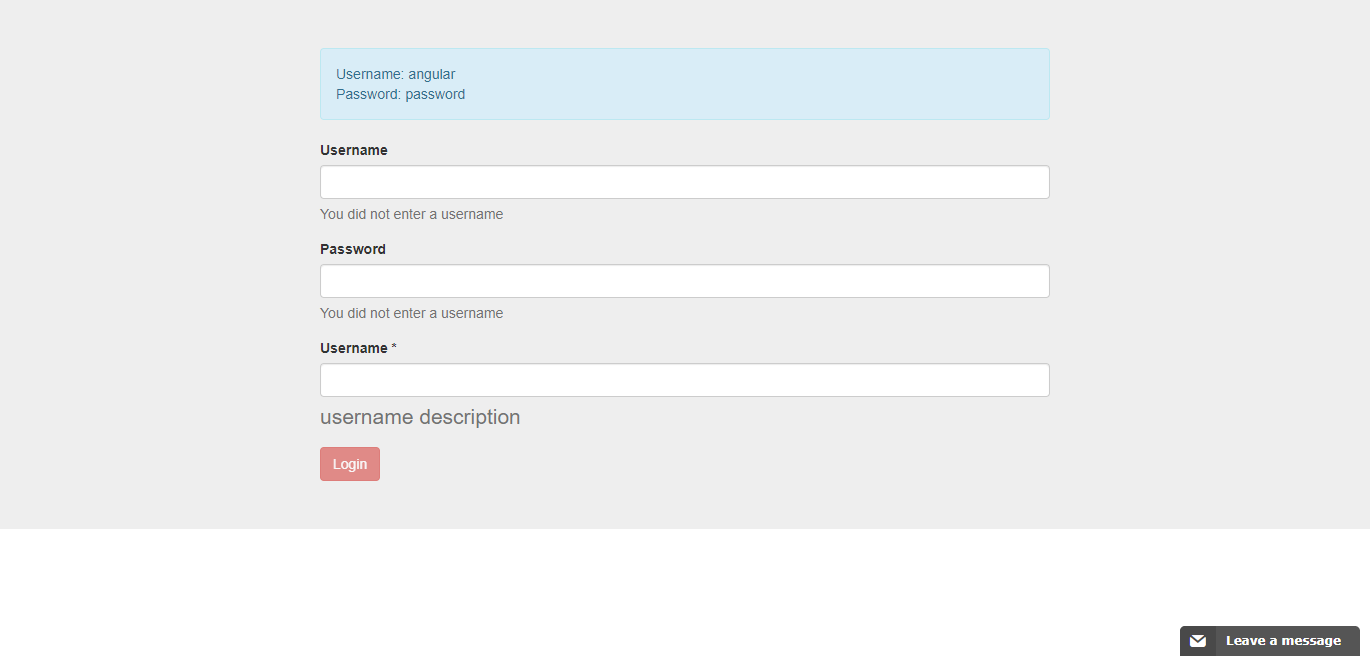 Username: angular
Password: password
Username
You did not enter a username
Password
You did not enter a username
Username *
username description
Login
Leave a message